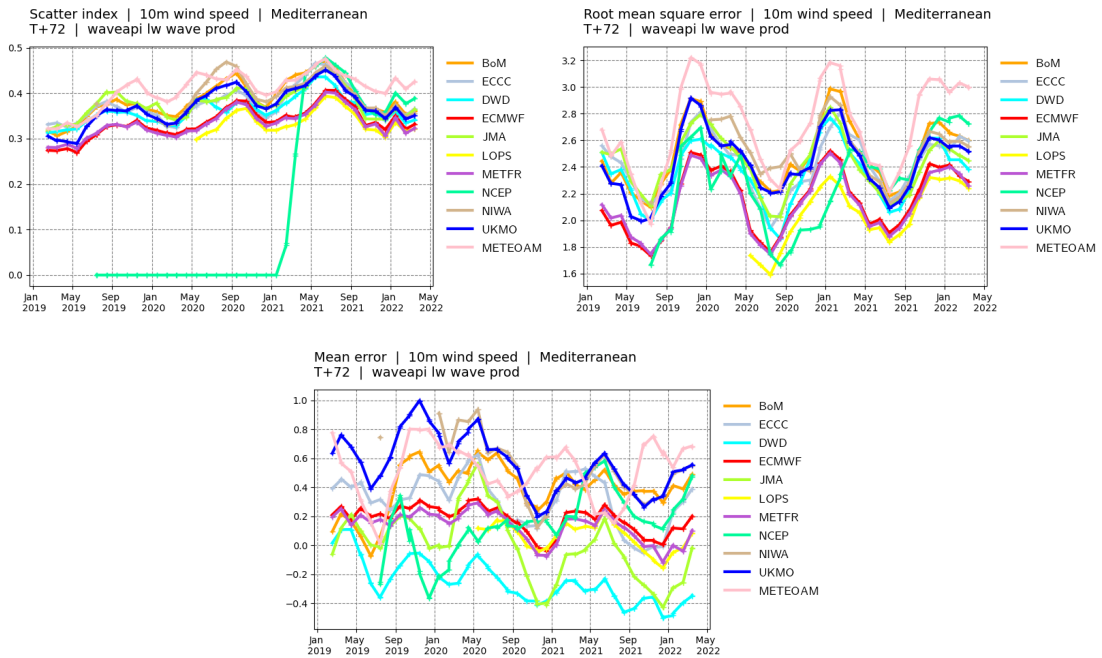 Scatter index | 10m wind speed | Mediterranean
T+72 | waveapi lw wave prod
0.5
0.4
0.3
0.2
0.1
0.0
Jan 2019
May 2019
Sep 2019
Jan 2020
May 2020
Sep 2020
Jan 2021
May 2021
Sep 2021
Jan 2022
May 2022
BoM
ECCC
DWD
ECMWF
JMA
LOPS
METFR
NCEP
NIWA
UKMO
METEOAM
Root mean square error | 10m wind speed | Mediterranean
T+72 | waveapi lw wave prod
3.2
3.0
2.8
2.6
2.4
2.2
2.0
1.8
1.6
Jan 2019
May 2019
Sep 2019
Jan 2020
May 2020
Sep 2020
Jan 2021
May 2021
Sep 2021
Jan 2022
May 2022
BoM
ECCC
DWD
ECMWF
JMA
LOPS
METFR
NCEP
NIWA
UKMO
METEOAM
Mean error | 10m wind speed | Mediterranean
T+72 | waveapi lw wave prod
1.0
0.8
0.6
0.4
0.2
0.0
−0.2
−0.4
Jan 2019
May 2019
Sep 2019
Jan 2020
May 2020
Sep 2020
Jan 2021
May 2021
Sep 2021
Jan 2022
May 2022
BoM
ECCC
DWD
ECMWF
JMA
LOPS
METFR
NCEP
NIWA
UKMO
METEOAM